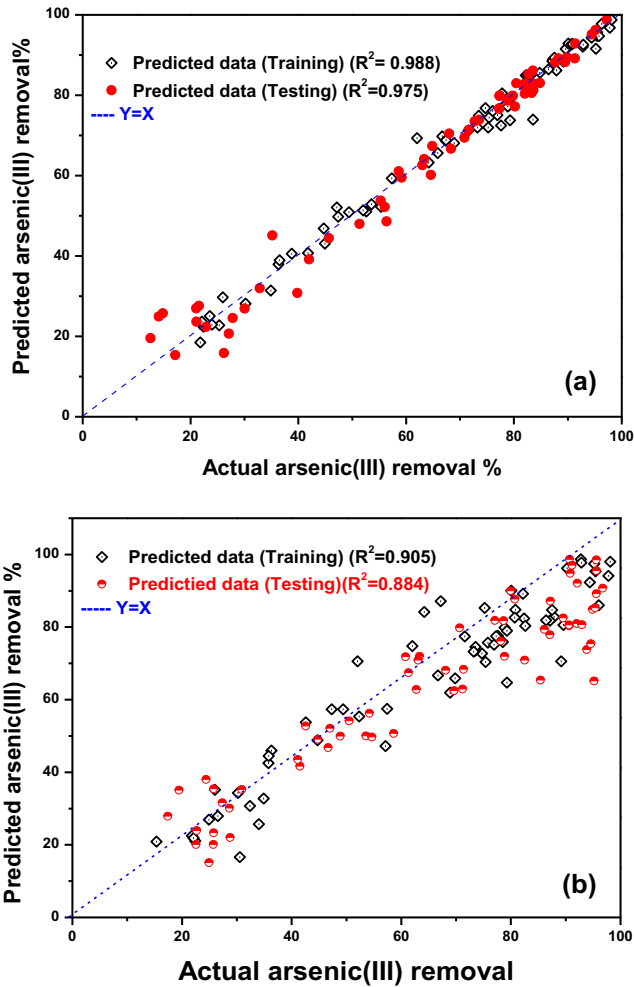 100
80
60
40
20
0
Predicted arsenic(III) removal%
Predicted data (Training) (R²= 0.988)
Predicted data (Testing) (R²=0.975)
Y=X
(a)
0 20 40 60 80 100
Actual arsenic(III) removal %
100
80
60
40
20
0
Predicted arsenic(III) removal %
Predicted data (Training) (R²=0.905)
Predictied data (Testing)(R²=0.884)
Y=X
(b)
0 20 40 60 80 100
Actual arsenic(III) removal